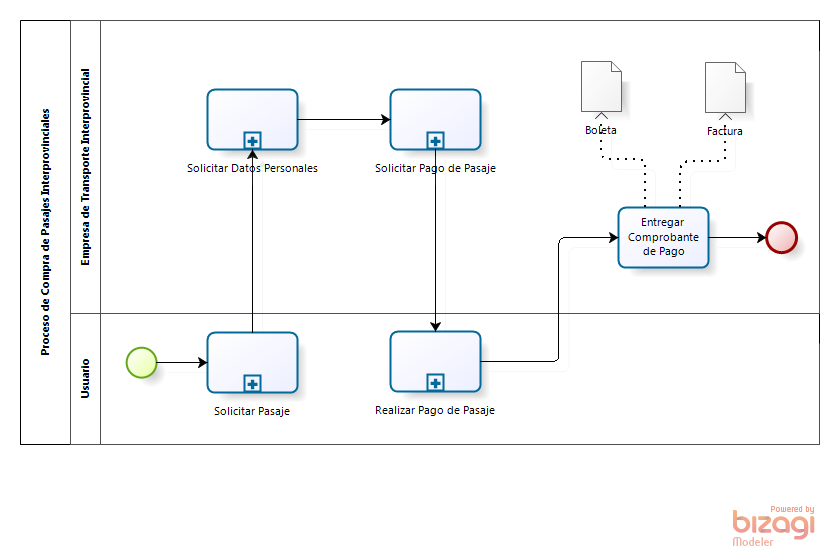 Proceso de Compra de Pasajes Interprovinciales
Empresa de Transporte Interprovincial
Solicitar Datos Personales
Solicitar Pago de Pasaje
Boleta
Factura
Entregar
Comprobante
de Pago
Usuario
Solicitar Pasaje
Realizar Pago de Pasaje
Powered by
bizagi
Modeler